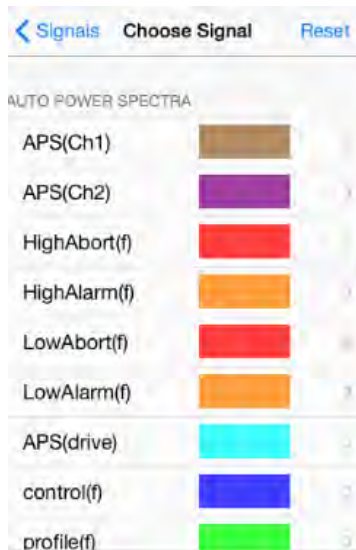 Signals Choose Signal Reset
AUTO POWER SPECTRA
APS(Ch1)
APS(Ch2)
HighAbort(f)
HighAlarm(f)
LowAbort(f)
LowAlarm(f)
APS(drive)
control(f)
profile(f)